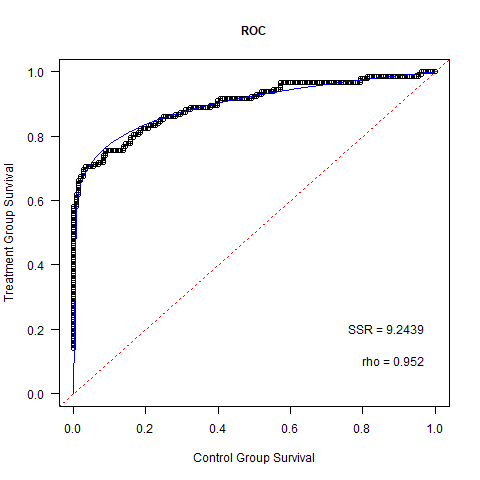 ROC
Treatment Group Survival
1.0
0.8
0.6
0.4
0.2
0.0
SSR = 9.2439
rho = 0.952
0.0 0.2 0.4 0.6 0.8 1.0
Control Group Survival